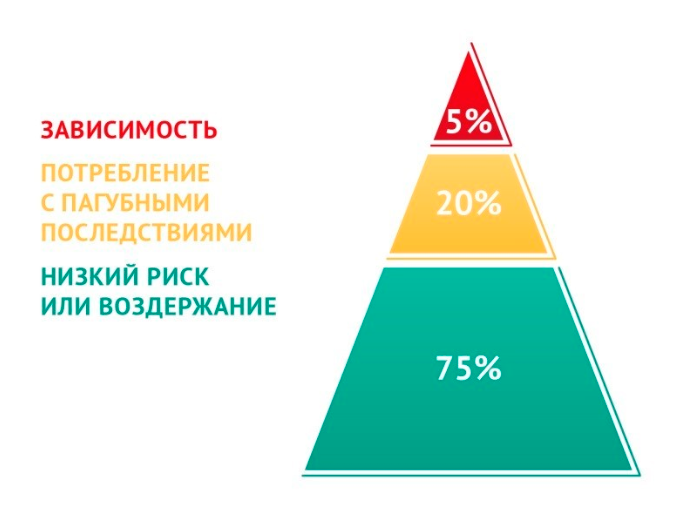 ЗАВИСИМОСТЬ
ПОТРЕБЛЕНИЕ
С ПАГУБНЫМИ
ПОСЛЕДСТВИЯМИ
НИЗКИЙ РИСК
ИЛИ ВОЗДЕРЖАНИЕ
5%
20%
75%